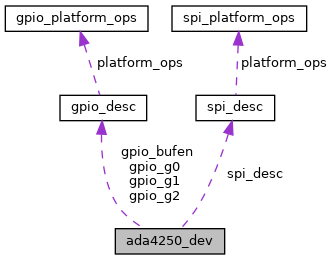 gpio_platform_ops
spi_platform_ops
platform_ops
platform_ops
gpio_desc
spi_desc
gpio_bufen
gpio_g0
gpio_g1
gpio_g2
spi_desc
ada4250_dev